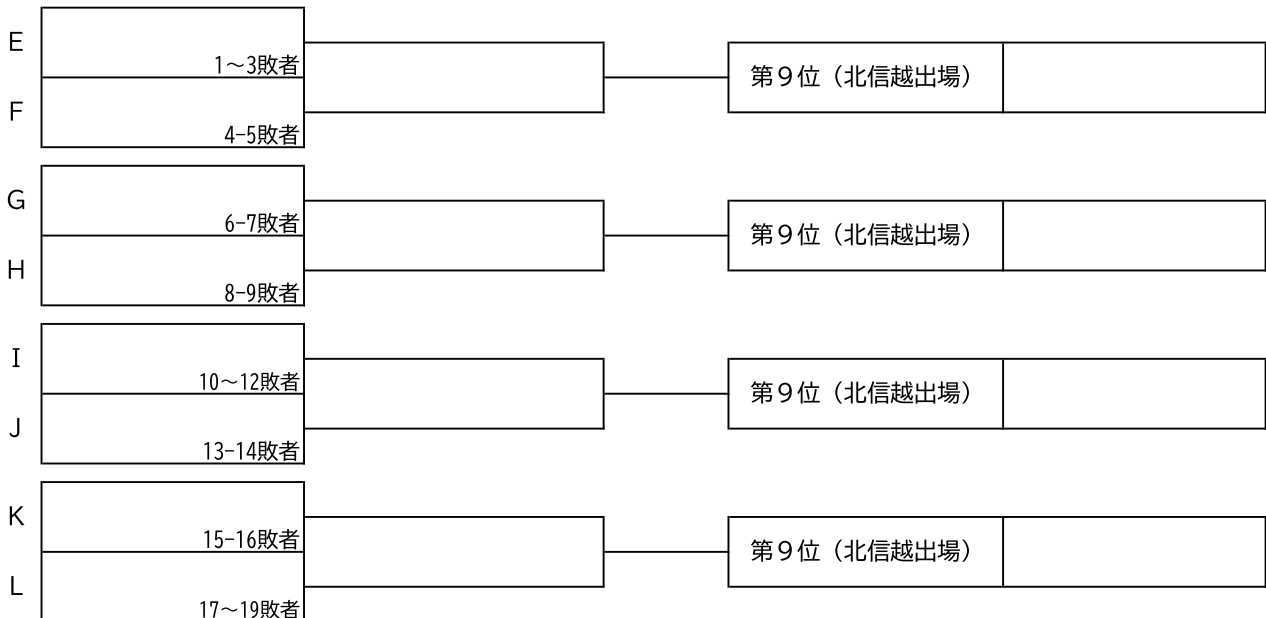 E
1～3敗者
第９位（北信越出場）
F
4-5敗者
G
6-7敗者
第９位（北信越出場）
H
8-9敗者
I
10～12敗者
第９位（北信越出場）
J
13-14敗者
K
15-16敗者
第９位（北信越出場）
L
17～19敗者